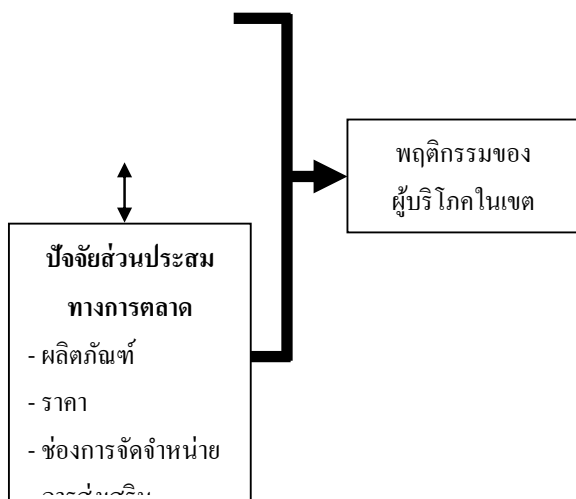 พฤติกรรมของ
ผู้บริโภคในเขต
ปัจจัยส่วนประสม
ทางการตลาด
- ผลิตภัณฑ์
- ราคา
- ช่องการจัดจำหน่าย